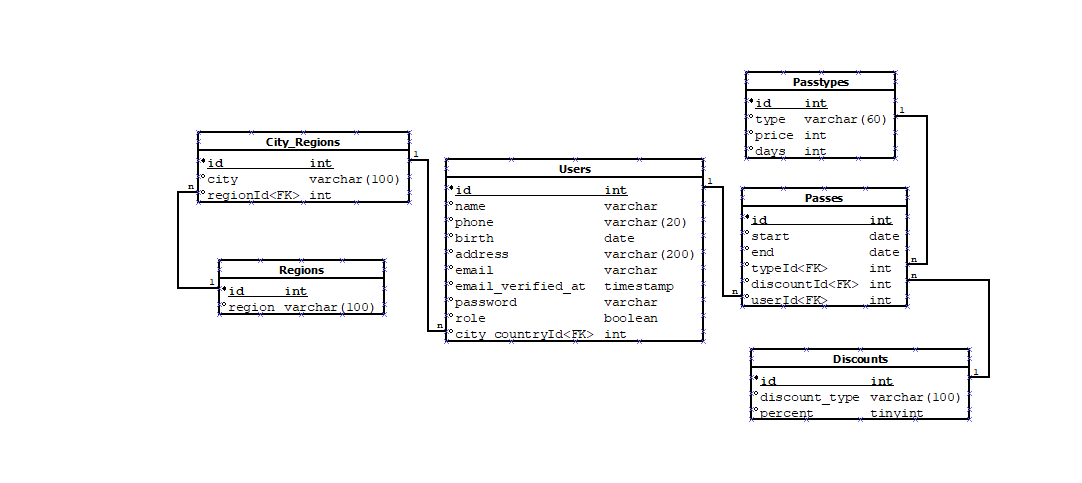 City_Regions
id int
city varchar(100)
regionId<FK> int
1
n
Regions
1
id int
region varchar(100)
Users
id int
name varchar
phone varchar(20)
birth date
address varchar(200)
email varchar
email_verified_at timestamp
password varchar
role boolean
city_countryId<FK> int
n
1
Passtypes
id int
type varchar(60)
price int
days int
1
Passes
id int
start date
end date
typeId<FK> int
discountId<FK> int
userId<FK> int
n
n
n
Discounts
id int
discount_type varchar(100)
percent tinyint
1